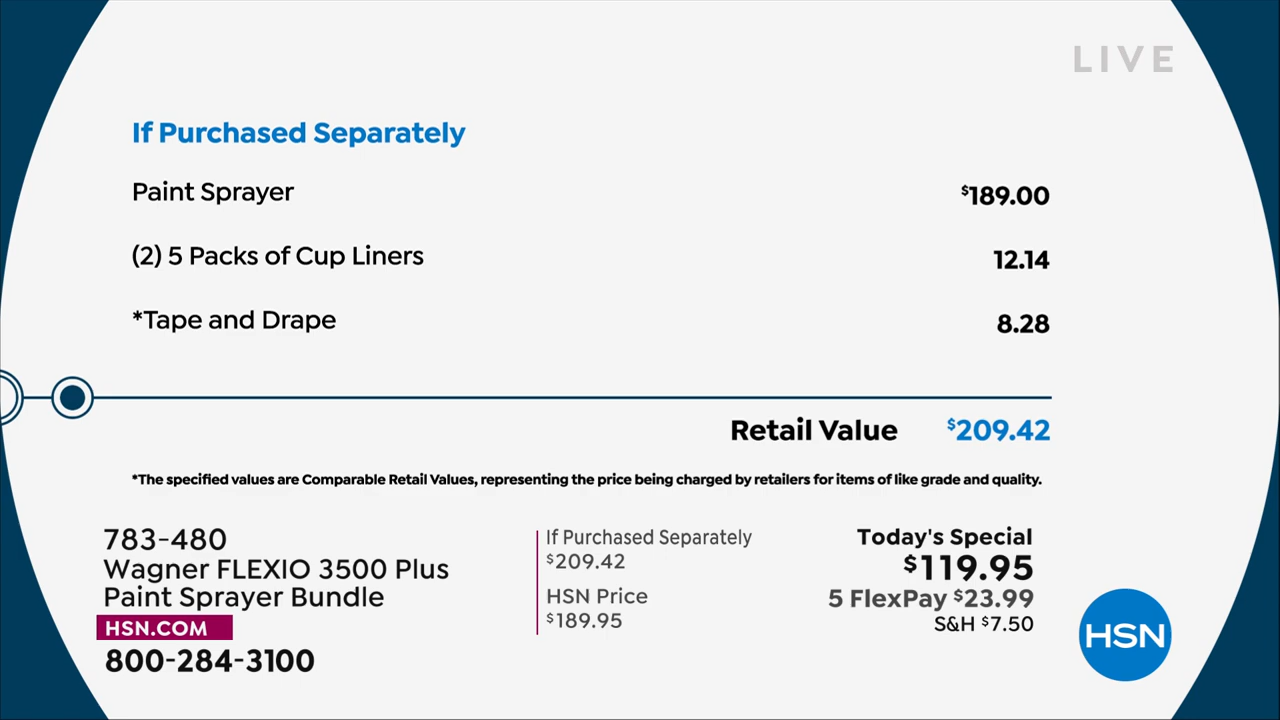 LIVE
If Purchased Separately
Paint Sprayer $189.00
(2) 5 Packs of Cup Liners 12.14
*Tape and Drape 8.28
Retail Value $209.42
*The specified values are Comparable Retail Values, representing the price being charged by retailers for items of like grade and quality.
783-480
Wagner FLEXIO 3500 Plus
Paint Sprayer Bundle
HSN.COM
800-284-3100
If Purchased Separately
$209.42
HSN Price
$189.95
Today's Special
$119.95
5 FlexPay $23.99
S&H $7.50
HSN